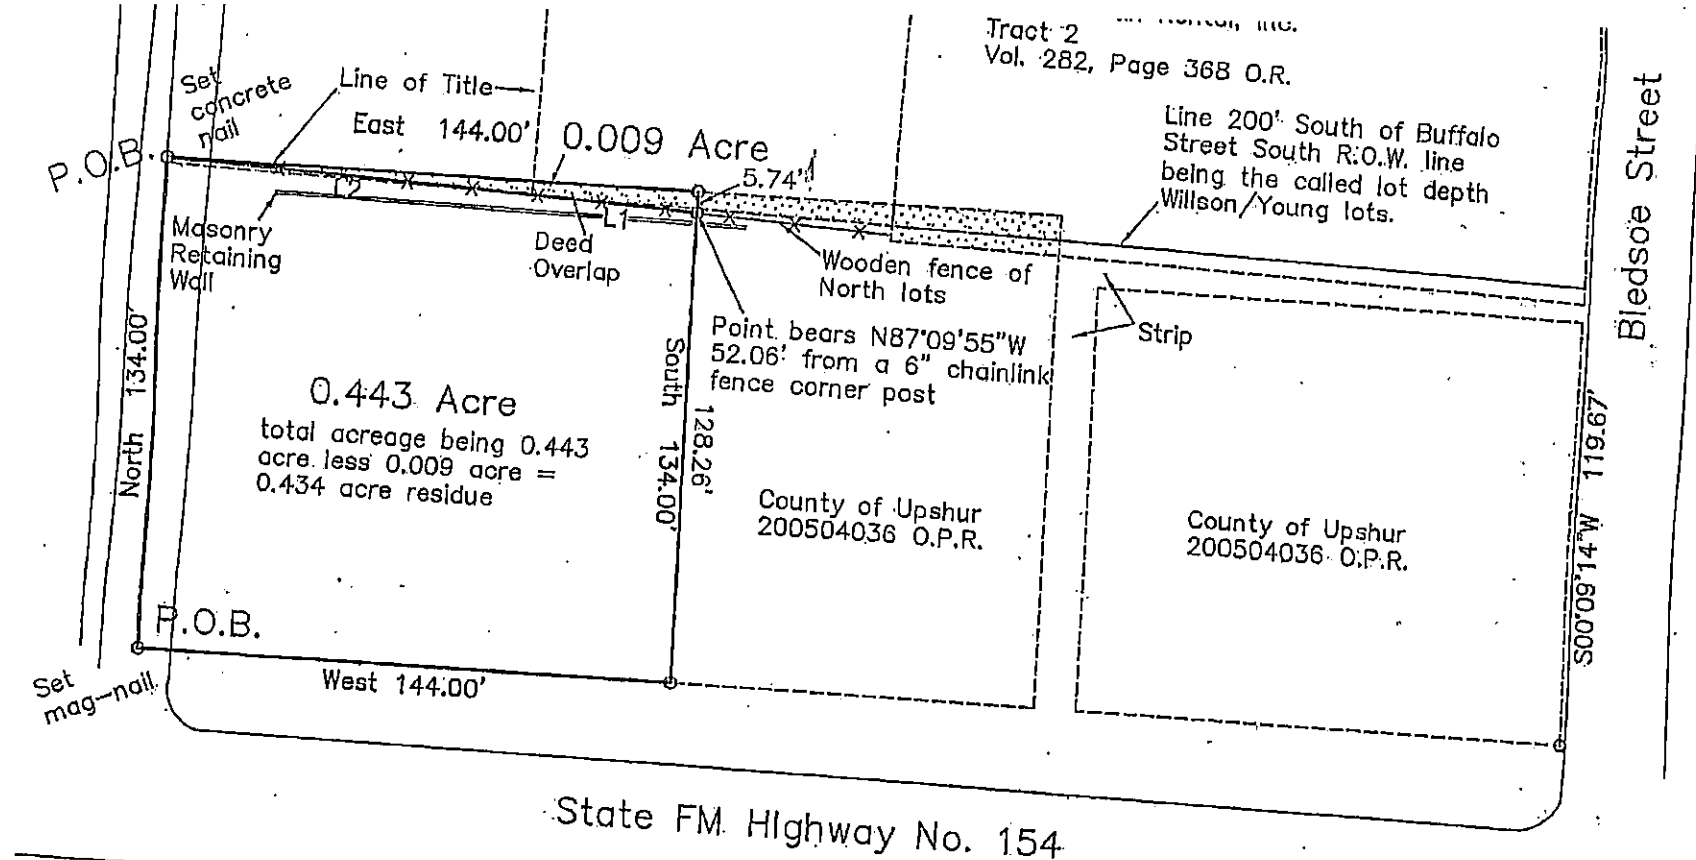 Tract 2
Vol. 282, Page 368 O.R.
Set
concrete
nail
Line of Title
East 144.00'
0.009 Acre
5.74'
Line 200' South of Buffalo
Street South R.O.W. line
being the called lot depth
Willson/Young lots.
Bledsoe Street
P.O.B.
L2
L1
Masonry
Retaining
Wall
Deed
Overlap
Wooden fence of
North lots
Strip
Point bears N87°09'55"W
52.06' from a 6" chainlink
fence corner post
North 134.00'
0.443 Acre
total acreage being 0.443
acre less 0.009 acre =
0.434 acre residue
South 134.00'
128.26'
County of Upshur
200504036 O.P.R.
County of Upshur
200504036 O.P.R.
S00°09'14"W 119.67'
P.O.B.
Set
mag-nail
West 144.00'
State FM Highway No. 154